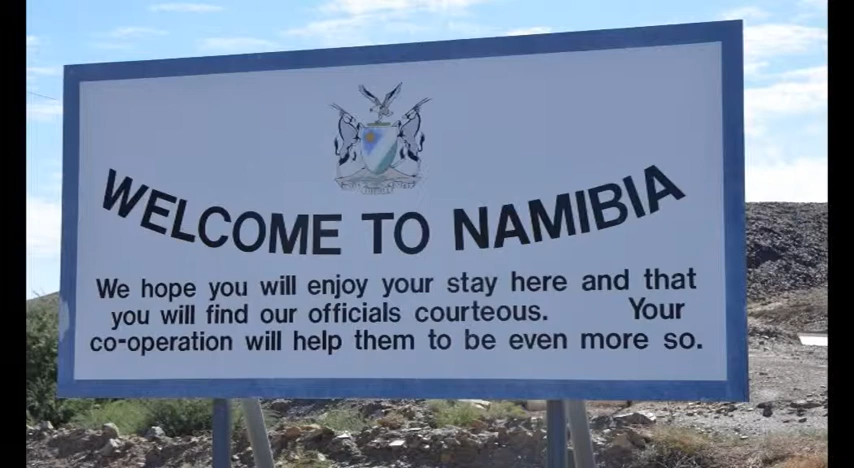 WELCOME TO NAMIBIA
We hope you will enjoy your stay here and that
you will find our officials courteous. Your
co-operation will help them to be even more so.